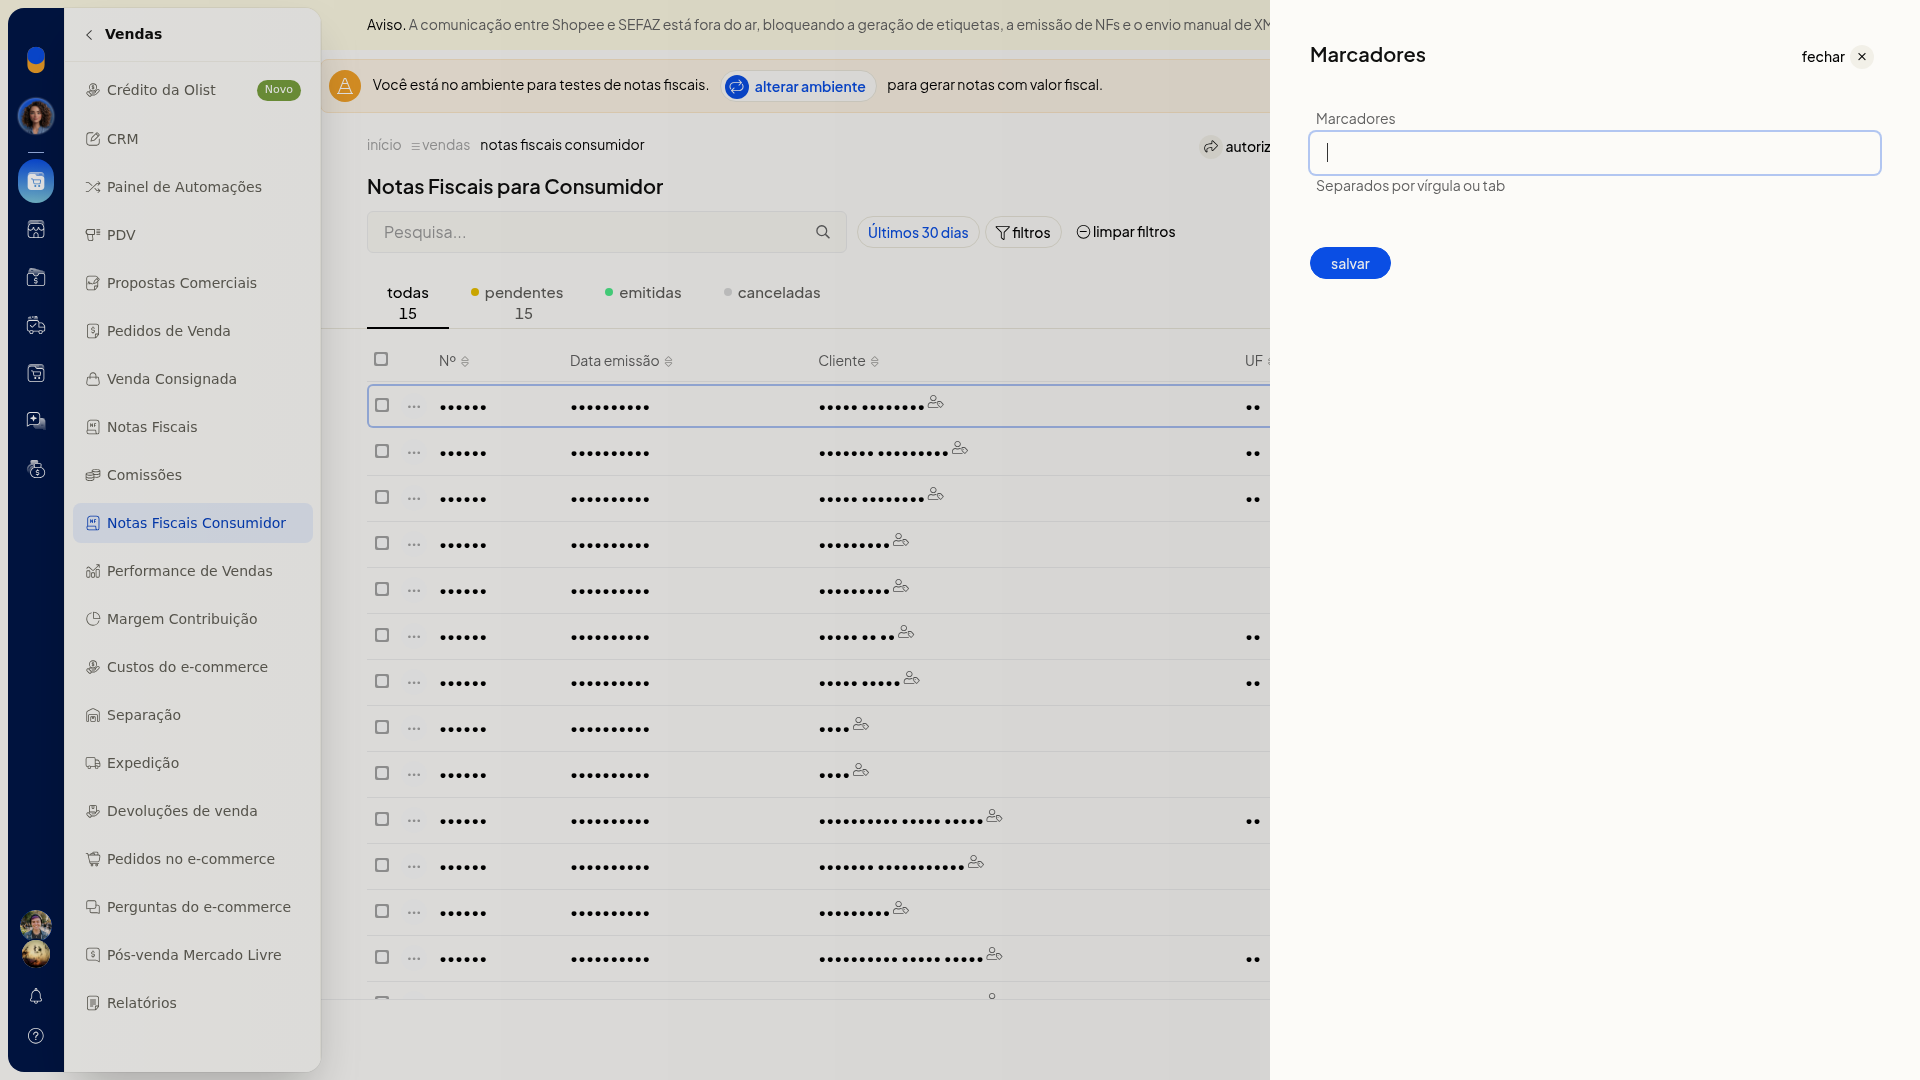 Vendas
Crédito da Olist Novo
CRM
Painel de Automações
PDV
Propostas Comerciais
Pedidos de Venda
Venda Consignada
Notas Fiscais
Comissões
Notas Fiscais Consumidor
Performance de Vendas
Margem Contribuição
Custos do e-commerce
Separação
Expedição
Devoluções de venda
Pedidos no e-commerce
Perguntas do e-commerce
Pós-venda Mercado Livre
Relatórios
Aviso. A comunicação entre Shopee e SEFAZ está fora do ar, bloqueando a geração de etiquetas, a emissão de NFs e o envio manual de XM
Você está no ambiente para testes de notas fiscais. alterar ambiente para gerar notas com valor fiscal.
início vendas notas fiscais consumidor
autoriz
Notas Fiscais para Consumidor
Pesquisa...
Últimos 30 dias
filtros
limpar filtros
todas 15
pendentes 15
emitidas
canceladas
Nº Data emissão Cliente UF
Marcadores
fechar
Marcadores
Separados por vírgula ou tab
salvar